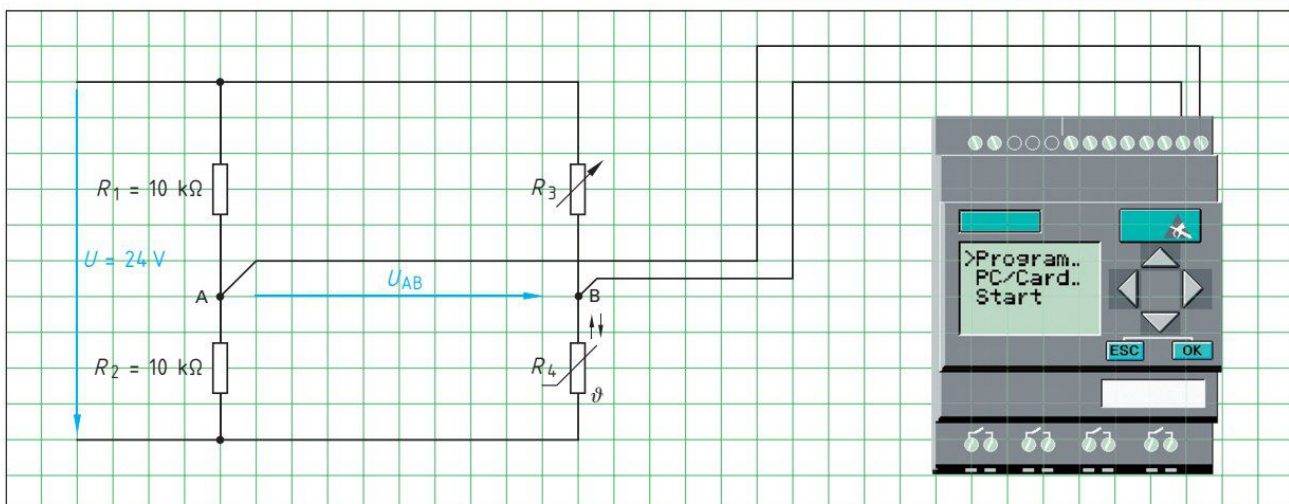 R1 = 10 kΩ
R3
U = 24 V
A
UAB
B
R2 = 10 kΩ
R4
ϑ
>Program..
PC/Card..
Start
ESC
OK